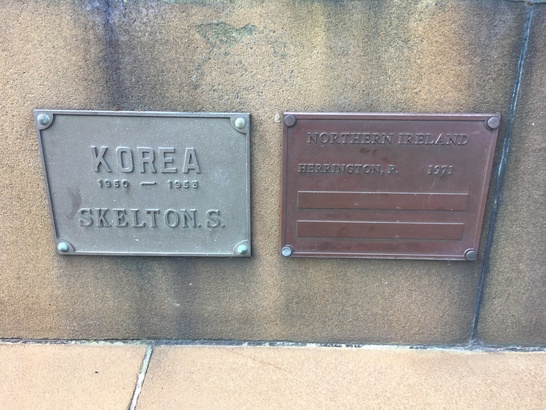 KOREA
1950 — 1953
SKELTON. S.
NORTHERN IRELAND
HERRINGTON, P. 1971